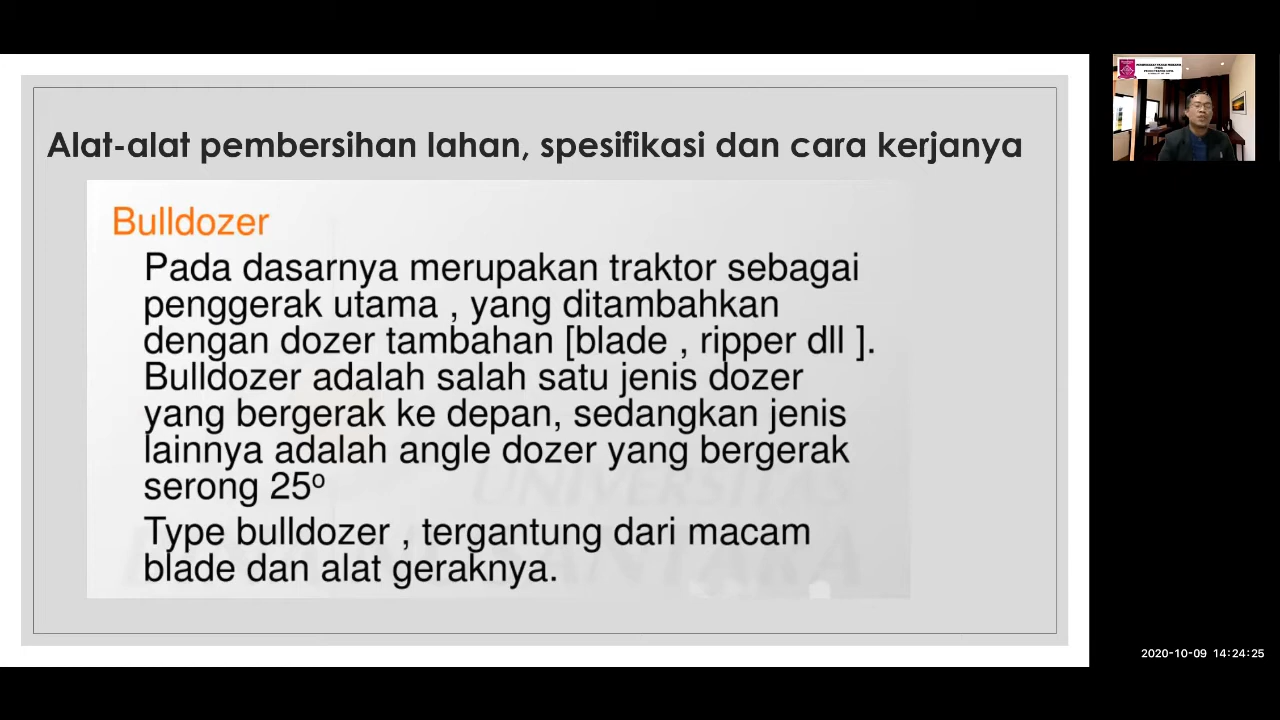 Alat-alat pembersihan lahan, spesifikasi dan cara kerjanya
Bulldozer
Pada dasarnya merupakan traktor sebagai
penggerak utama , yang ditambahkan
dengan dozer tambahan [blade , ripper dll ].
Bulldozer adalah salah satu jenis dozer
yang bergerak ke depan, sedangkan jenis
lainnya adalah angle dozer yang bergerak
serong 25º
Type bulldozer , tergantung dari macam
blade dan alat geraknya.
UNIVERSITAS
2020-10-09 14:24:25